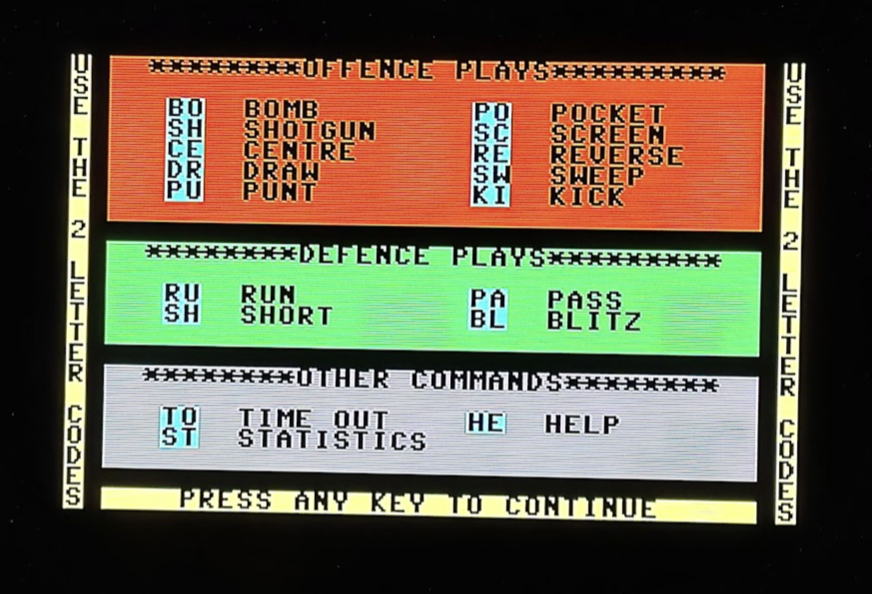 USE THE 2 LETTER CODES
********OFFENCE PLAYS*********
BO BOMB PO POCKET
SH SHOTGUN SC SCREEN
CE CENTRE RE REVERSE
DR DRAW SW SWEEP
PU PUNT KI KICK
********DEFENCE PLAYS*********
RU RUN PA PASS
SH SHORT BL BLITZ
********OTHER COMMANDS********
TO TIME OUT HE HELP
ST STATISTICS
PRESS ANY KEY TO CONTINUE
USE THE 2 LETTER CODES